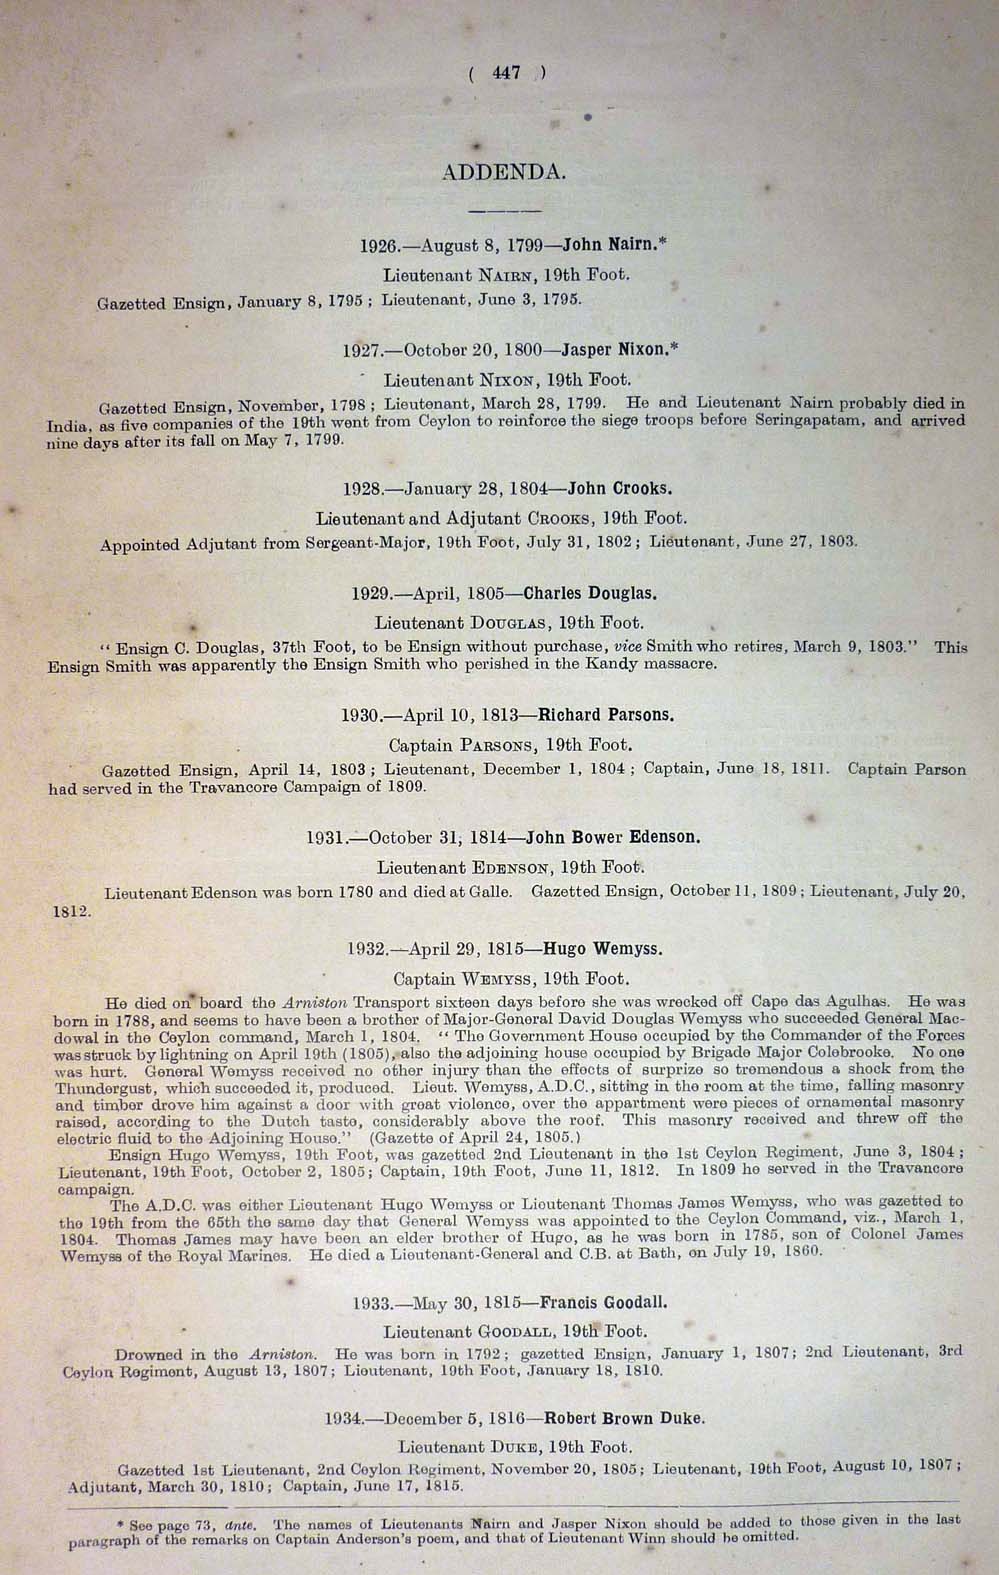 ( 447 )
ADDENDA.
1926.—August 8, 1799—John Nairn.*
Lieutenant NAIRN, 19th Foot.
Gazetted Ensign, January 8, 1795 ; Lieutenant, June 3, 1795.
1927.—October 20, 1800—Jasper Nixon.*
Lieutenant NIXON, 19th Foot.
Gazetted Ensign, November, 1798 ; Lieutenant, March 28, 1799. He and Lieutenant Nairn probably died in
India, as five companies of the 19th went from Ceylon to reinforce the siege troops before Seringapatam, and arrived
nine days after its fall on May 7, 1799.
1928.—January 28, 1804—John Crooks.
Lieutenant and Adjutant CROOKS, 19th Foot.
Appointed Adjutant from Sergeant-Major, 19th Foot, July 31, 1802 ; Lieutenant, June 27, 1803.
1929.—April, 1805—Charles Douglas.
Lieutenant DOUGLAS, 19th Foot.
" Ensign C. Douglas, 37th Foot, to be Ensign without purchase, vice Smith who retires, March 9, 1803." This
Ensign Smith was apparently the Ensign Smith who perished in the Kandy massacre.
1930.—April 10, 1813—Richard Parsons.
Captain PARSONS, 19th Foot.
Gazetted Ensign, April 14, 1803 ; Lieutenant, December 1, 1804 ; Captain, June 18, 1811. Captain Parson
had served in the Travancore Campaign of 1809.
1931.—October 31, 1814—John Bower Edenson.
Lieutenant EDENSON, 19th Foot.
Lieutenant Edenson was born 1780 and died at Galle. Gazetted Ensign, October 11, 1809 ; Lieutenant, July 20,
1812.
1932.—April 29, 1815—Hugo Wemyss.
Captain WEMYSS, 19th Foot.
He died on board the Arniston Transport sixteen days before she was wrecked off Cape das Agulhas. He was
born in 1788, and seems to have been a brother of Major-General David Douglas Wemyss who succeeded General Mac-
dowal in the Ceylon command, March 1, 1804. " The Government House occupied by the Commander of the Forces
was struck by lightning on April 19th (1805), also the adjoining house occupied by Brigade Major Colebrooke. No one
was hurt. General Wemyss received no other injury than the effects of surprize so tremendous a shock from the
Thundergust, which succeeded it, produced. Lieut. Wemyss, A.D.C., sitting in the room at the time, falling masonry
and timber drove him against a door with great violence, over the appartment were pieces of ornamental masonry
raised, according to the Dutch taste, considerably above the roof. This masonry received and threw off the
electric fluid to the Adjoining House." (Gazette of April 24, 1805.)
Ensign Hugo Wemyss, 19th Foot, was gazetted 2nd Lieutenant in the 1st Ceylon Regiment, June 3, 1804 ;
Lieutenant, 19th Foot, October 2, 1805 ; Captain, 19th Foot, June 11, 1812. In 1809 he served in the Travancore
campaign.
The A.D.C. was either Lieutenant Hugo Wemyss or Lieutenant Thomas James Wemyss, who was gazetted to
the 19th from the 65th the same day that General Wemyss was appointed to the Ceylon Command, viz., March 1,
1804. Thomas James may have been an elder brother of Hugo, as he was born in 1785, son of Colonel James
Wemyss of the Royal Marines. He died a Lieutenant-General and C.B. at Bath, on July 19, 1860.
1933.—May 30, 1815—Francis Goodall.
Lieutenant GOODALL, 19th Foot.
Drowned in the Arniston. He was born in 1792 ; gazetted Ensign, January 1, 1807 ; 2nd Lieutenant, 3rd
Ceylon Regiment, August 13, 1807 ; Lieutenant, 19th Foot, January 18, 1810.
1934.—December 5, 1816—Robert Brown Duke.
Lieutenant DUKE, 19th Foot.
Gazetted 1st Lieutenant, 2nd Ceylon Regiment, November 20, 1805 ; Lieutenant, 19th Foot, August 10, 1807 ;
Adjutant, March 30, 1810 ; Captain, June 17, 1815.
* See page 73, ante. The names of Lieutenants Nairn and Jasper Nixon should be added to those given in the last
paragraph of the remarks on Captain Anderson's poem, and that of Lieutenant Winn should be omitted.